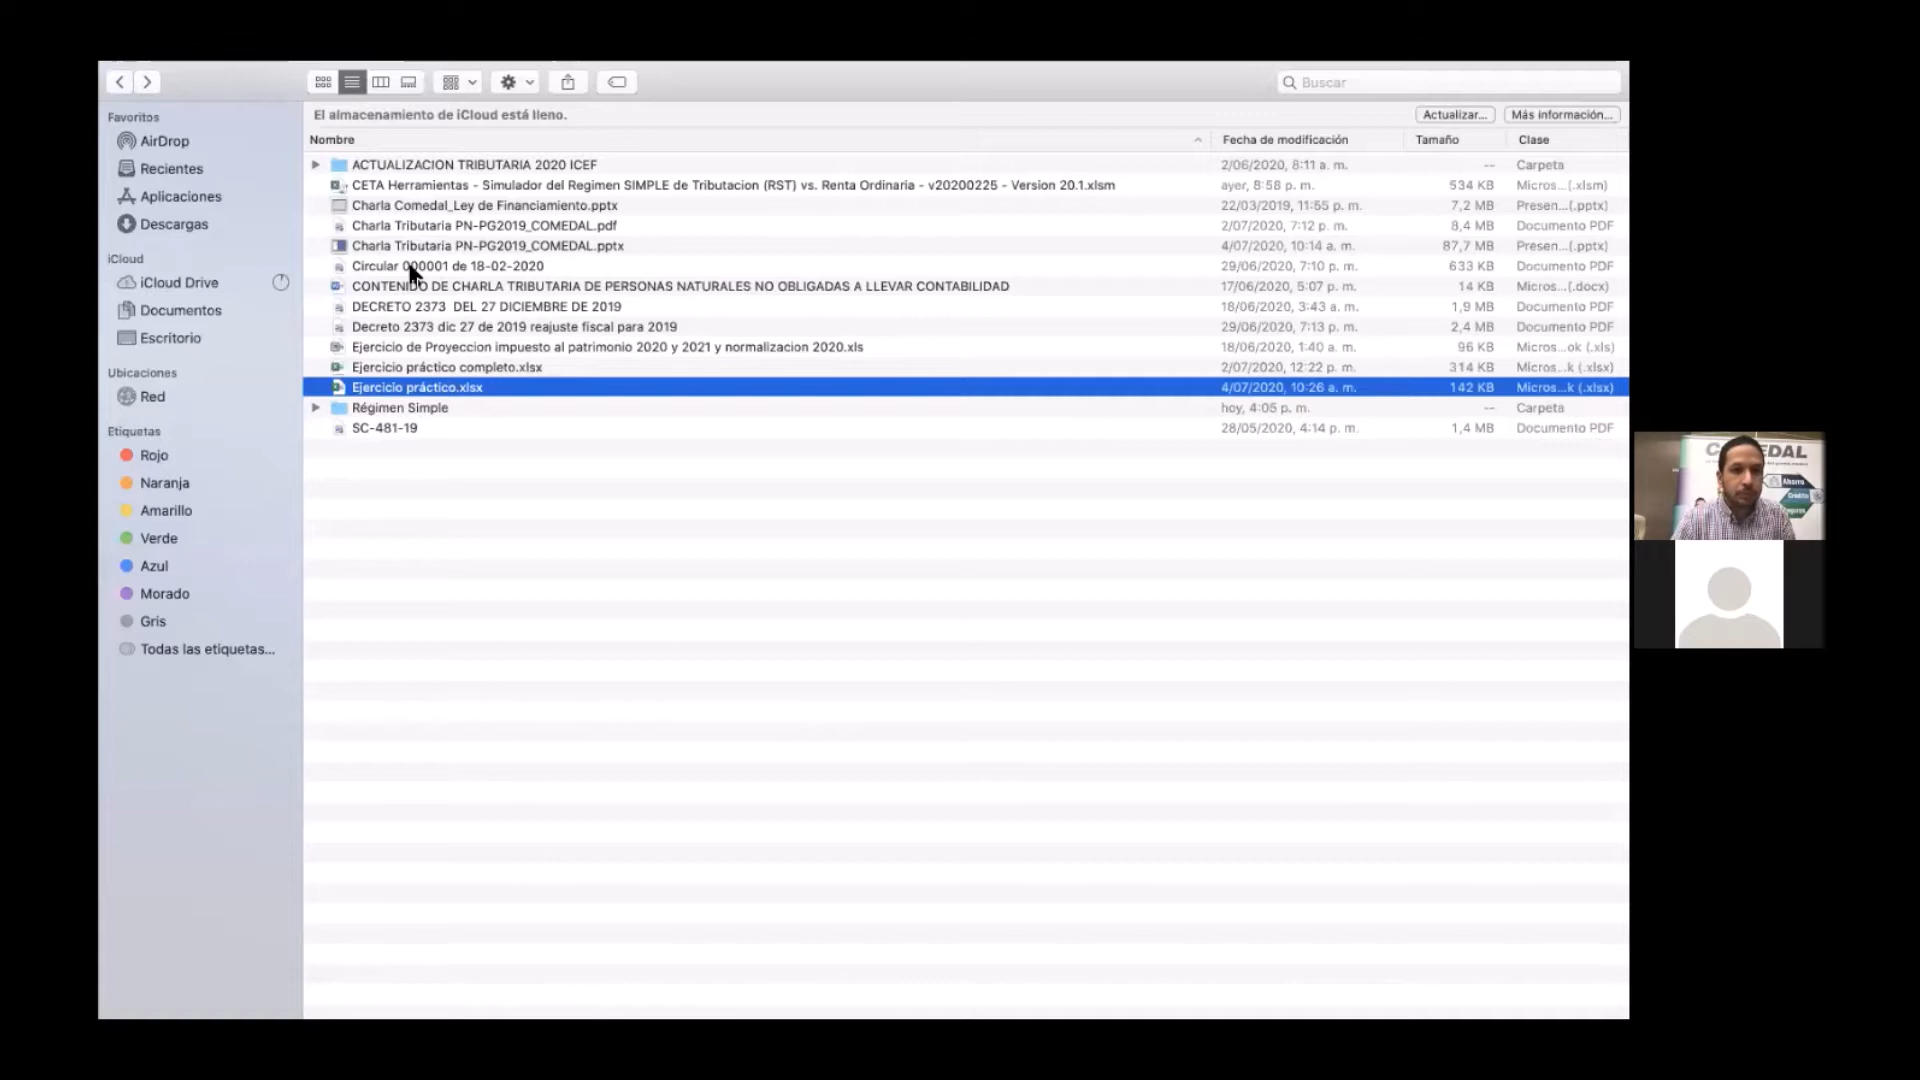 Buscar
Favoritos
AirDrop
Recientes
Aplicaciones
Descargas
iCloud
iCloud Drive
Documentos
Escritorio
Ubicaciones
Red
Etiquetas
Rojo
Naranja
Amarillo
Verde
Azul
Morado
Gris
Todas las etiquetas...
El almacenamiento de iCloud está lleno. Actualizar... Más información...
Nombre Fecha de modificación Tamaño Clase
ACTUALIZACION TRIBUTARIA 2020 ICEF 2/06/2020, 8:11 a. m. -- Carpeta
CETA Herramientas - Simulador del Regimen SIMPLE de Tributacion (RST) vs. Renta Ordinaria - v20200225 - Version 20.1.xlsm ayer, 8:58 p. m. 534 KB Micros...(.xlsm)
Charla Comedal_Ley de Financiamiento.pptx 22/03/2019, 11:55 p. m. 7,2 MB Presen...(.pptx)
Charla Tributaria PN-PG2019_COMEDAL.pdf 2/07/2020, 7:12 p. m. 8,4 MB Documento PDF
Charla Tributaria PN-PG2019_COMEDAL.pptx 4/07/2020, 10:14 a. m. 87,7 MB Presen...(.pptx)
Circular 000001 de 18-02-2020 29/06/2020, 7:10 p. m. 633 KB Documento PDF
CONTENIDO DE CHARLA TRIBUTARIA DE PERSONAS NATURALES NO OBLIGADAS A LLEVAR CONTABILIDAD 17/06/2020, 5:07 p. m. 14 KB Micros...(.docx)
DECRETO 2373 DEL 27 DICIEMBRE DE 2019 18/06/2020, 3:43 a. m. 1,9 MB Documento PDF
Decreto 2373 dic 27 de 2019 reajuste fiscal para 2019 29/06/2020, 7:13 p. m. 2,4 MB Documento PDF
Ejercicio de Proyeccion impuesto al patrimonio 2020 y 2021 y normalizacion 2020.xls 18/06/2020, 1:40 a. m. 96 KB Micros...ok (.xls)
Ejercicio práctico completo.xlsx 2/07/2020, 12:22 p. m. 314 KB Micros...k (.xlsx)
Ejercicio práctico.xlsx 4/07/2020, 10:26 a. m. 142 KB Micros...k (.xlsx)
Régimen Simple hoy, 4:05 p. m. -- Carpeta
SC-481-19 28/05/2020, 4:14 p. m. 1,4 MB Documento PDF
EDAL
Ahorro
Crédito